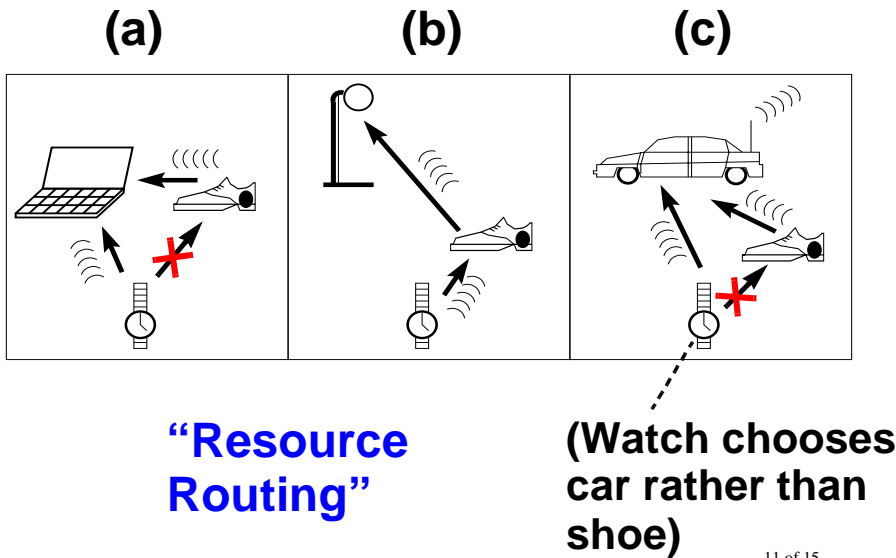 (a) (b) (c)
“Resource
Routing”
(Watch chooses
car rather than
shoe)
11 of 15